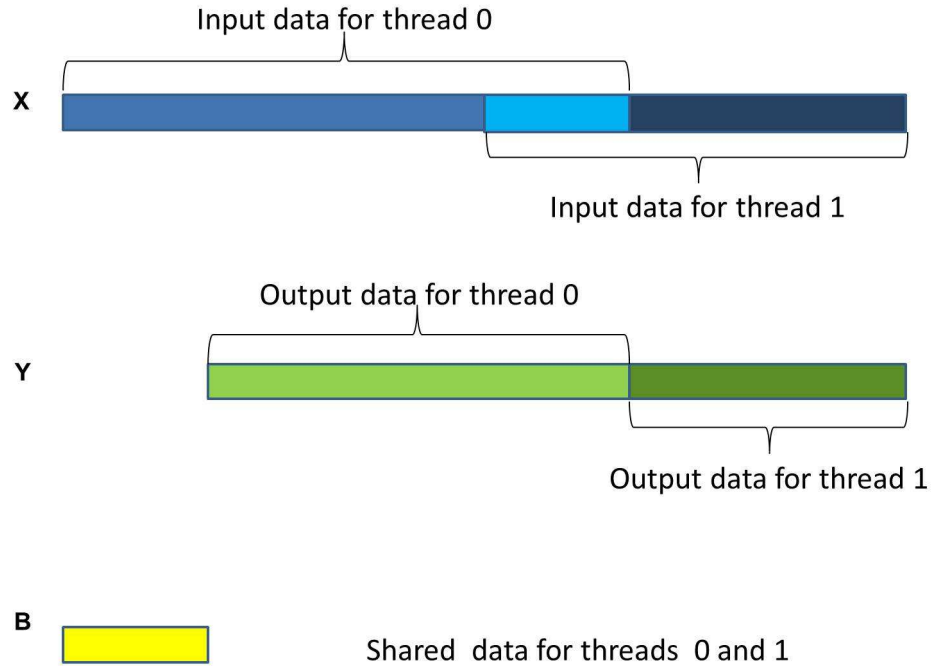 Input data for thread 0
X
Input data for thread 1
Output data for thread 0
Y
Output data for thread 1
B
Shared data for threads 0 and 1